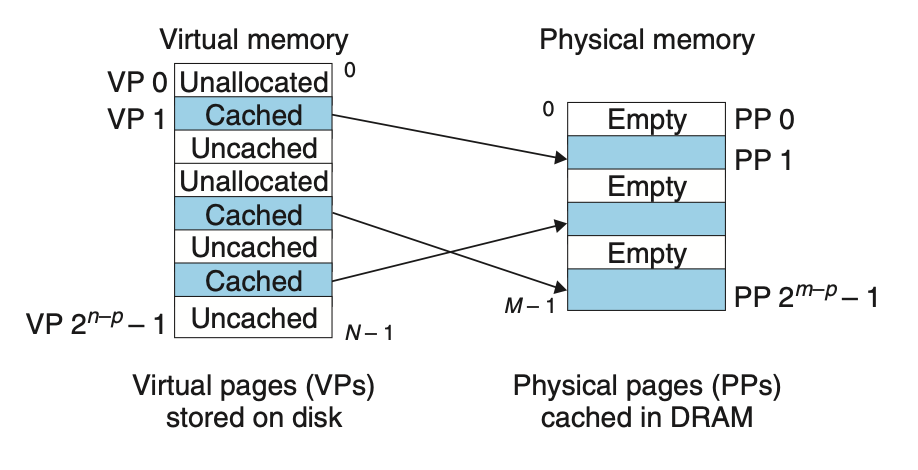 Virtual memory
VP 0 Unallocated 0
VP 1 Cached
Uncached
Unallocated
Cached
Uncached
Cached
VP 2^{n–p} – 1 Uncached
N – 1
Virtual pages (VPs)
stored on disk
Physical memory
0 Empty PP 0
PP 1
Empty
Empty
M – 1 PP 2^{m–p} – 1
Physical pages (PPs)
cached in DRAM